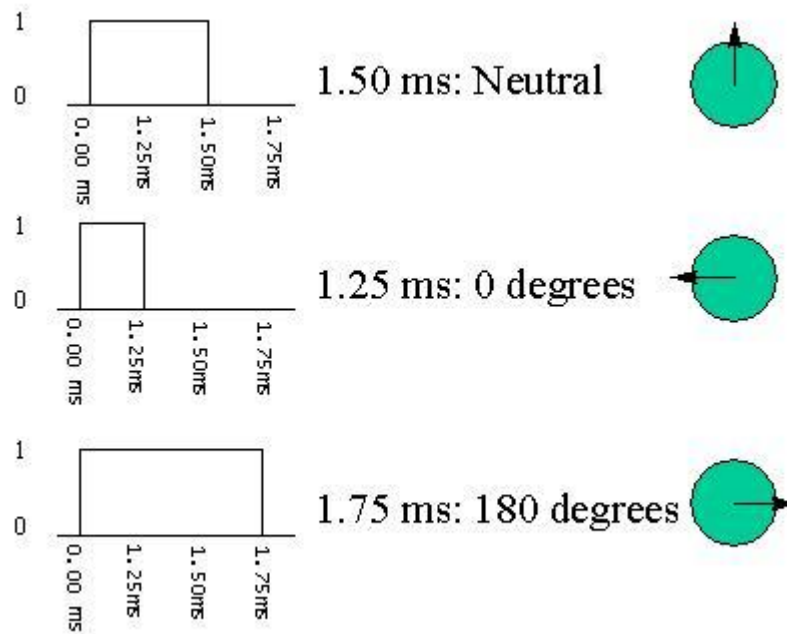 1
0
0.00 ms
1.25ms
1.50ms
1.75ms
1.50 ms: Neutral
1
0
0.00 ms
1.25ms
1.50ms
1.75ms
1.25 ms: 0 degrees
1
0
0.00 ms
1.25ms
1.50ms
1.75ms
1.75 ms: 180 degrees